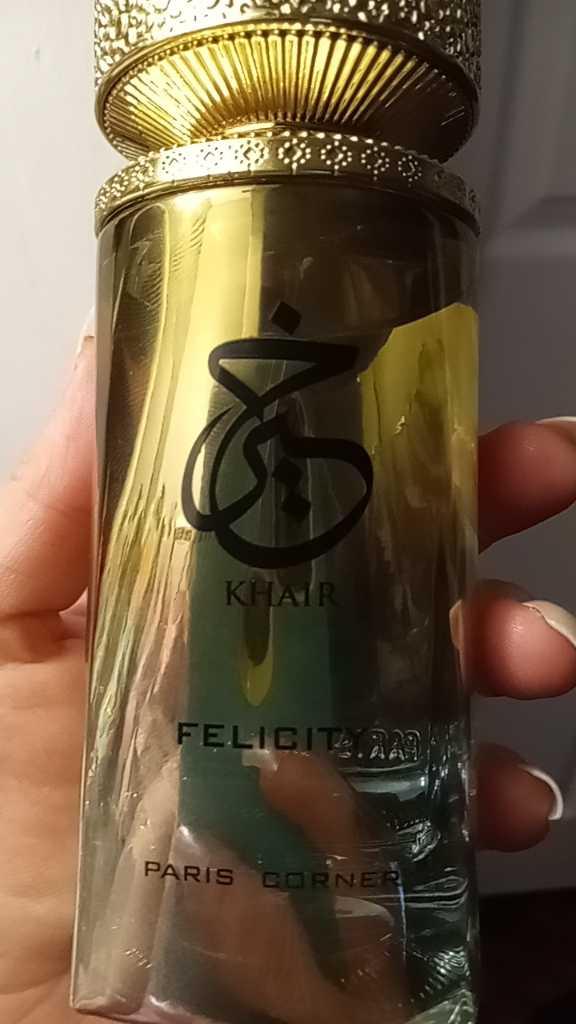 خير
KHAIR
FELICITY
PARIS CORNER